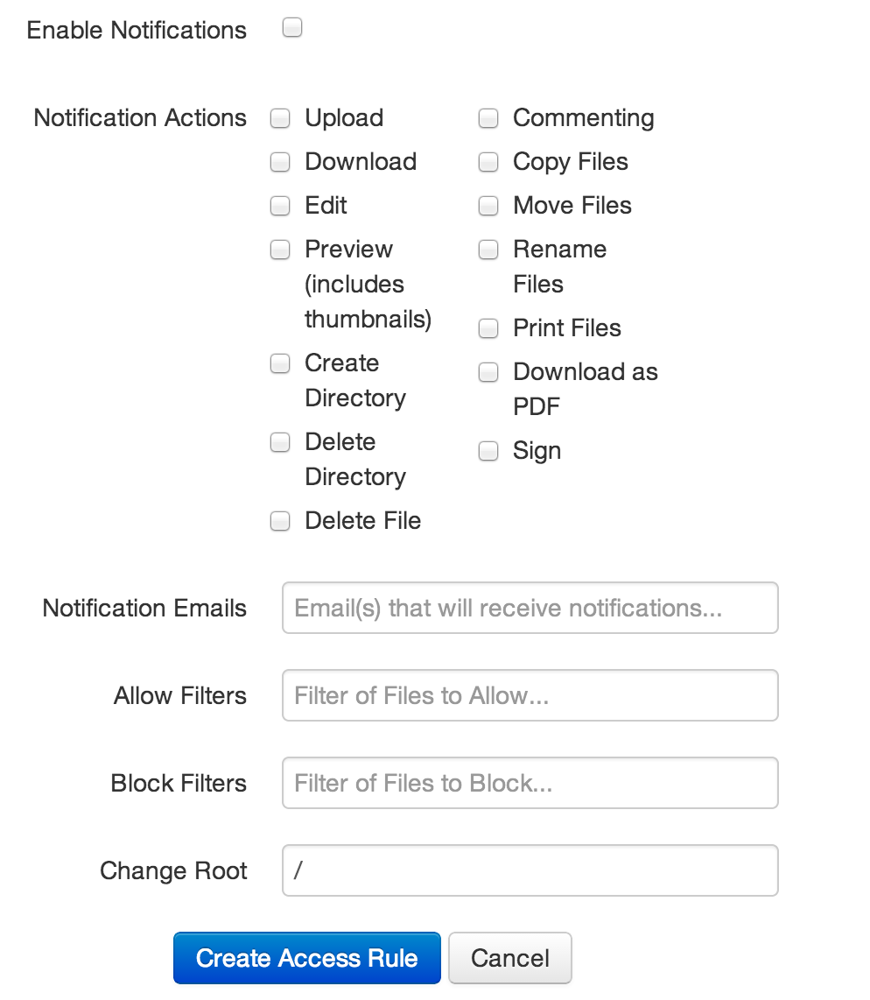 Enable Notifications
Notification Actions
Upload
Download
Edit
Preview
(includes
thumbnails)
Create
Directory
Delete
Directory
Delete File
Commenting
Copy Files
Move Files
Rename
Files
Print Files
Download as
PDF
Sign
Notification Emails
Email(s) that will receive notifications...
Allow Filters
Filter of Files to Allow...
Block Filters
Filter of Files to Block...
Change Root
/
Create Access Rule
Cancel